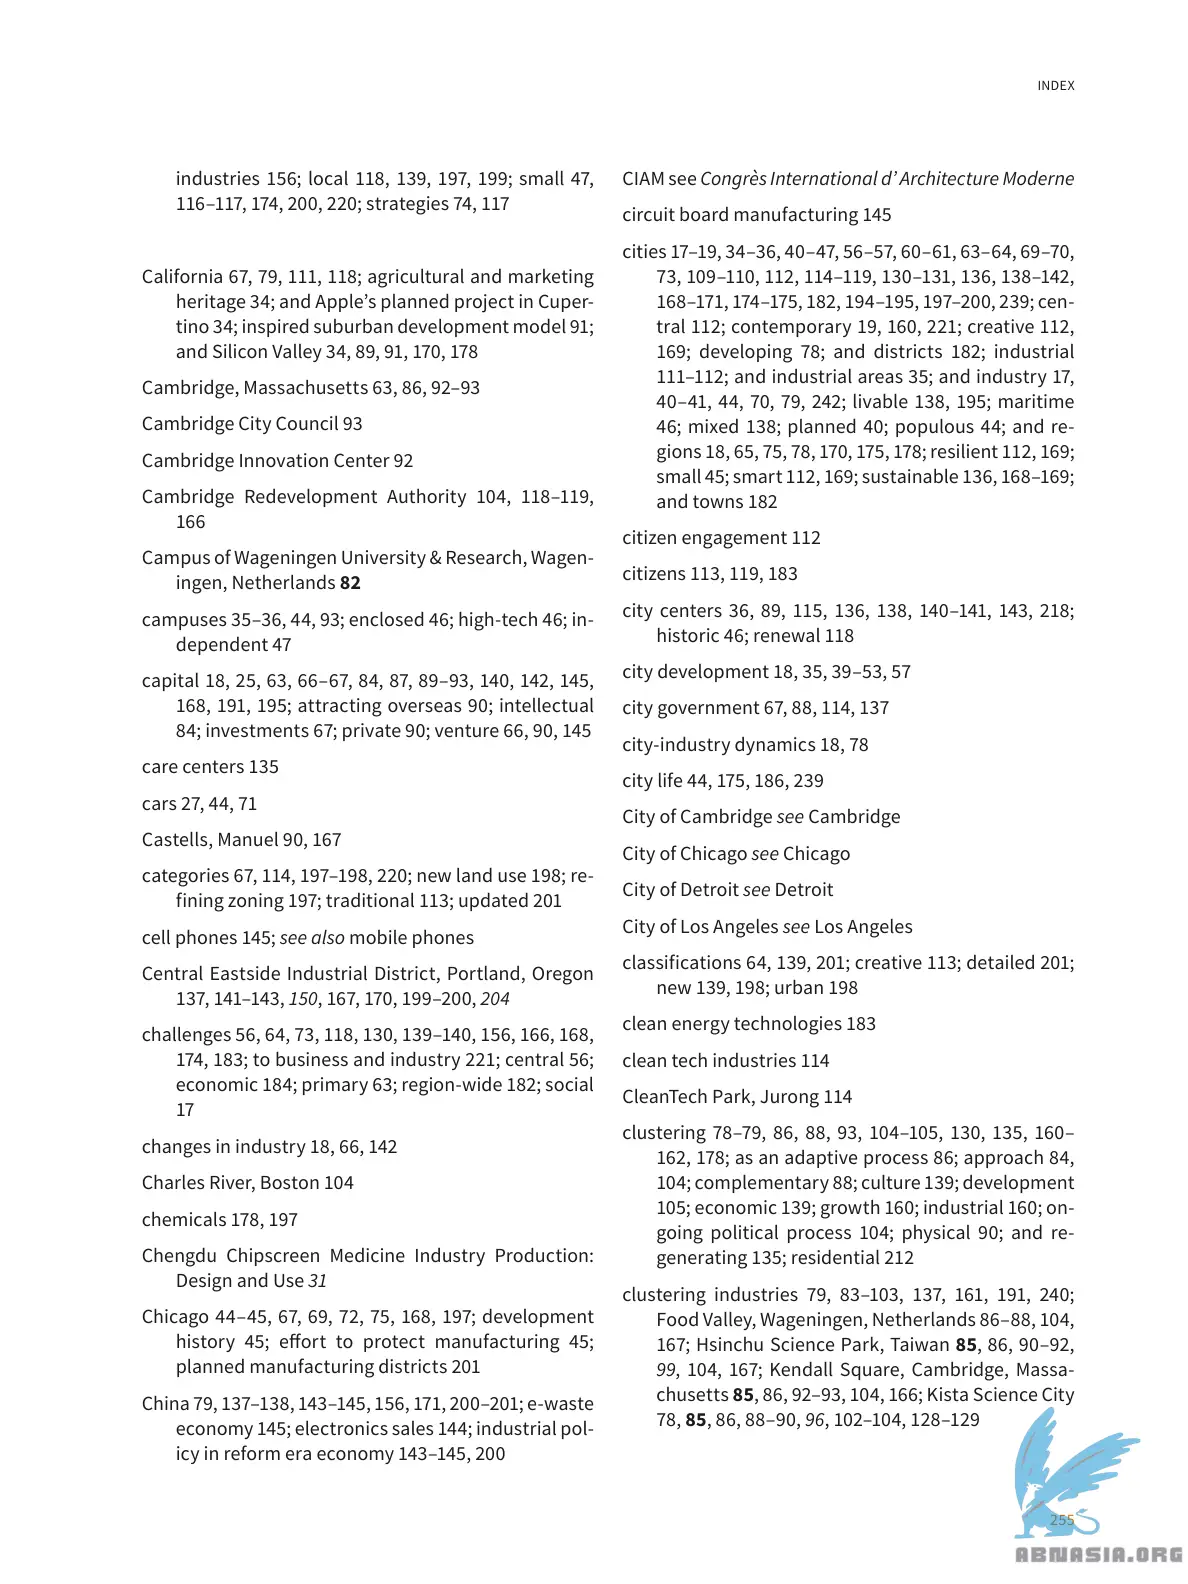 INDEX
industries 156; local 118, 139, 197, 199; small 47,
116–117, 174, 200, 220; strategies 74, 117
California 67, 79, 111, 118; agricultural and marketing
heritage 34; and Apple’s planned project in Cuper-
tino 34; inspired suburban development model 91;
and Silicon Valley 34, 89, 91, 170, 178
Cambridge, Massachusetts 63, 86, 92–93
Cambridge City Council 93
Cambridge Innovation Center 92
Cambridge Redevelopment Authority 104, 118–119,
166
Campus of Wageningen University & Research, Wagen-
ingen, Netherlands 82
campuses 35–36, 44, 93; enclosed 46; high-tech 46; in-
dependent 47
capital 18, 25, 63, 66–67, 84, 87, 89–93, 140, 142, 145,
168, 191, 195; attracting overseas 90; intellectual
84; investments 67; private 90; venture 66, 90, 145
care centers 135
cars 27, 44, 71
Castells, Manuel 90, 167
categories 67, 114, 197–198, 220; new land use 198; re-
fining zoning 197; traditional 113; updated 201
cell phones 145; see also mobile phones
Central Eastside Industrial District, Portland, Oregon
137, 141–143, 150, 167, 170, 199–200, 204
challenges 56, 64, 73, 118, 130, 139–140, 156, 166, 168,
174, 183; to business and industry 221; central 56;
economic 184; primary 63; region-wide 182; social
17
changes in industry 18, 66, 142
Charles River, Boston 104
chemicals 178, 197
Chengdu Chipscreen Medicine Industry Production:
Design and Use 31
Chicago 44–45, 67, 69, 72, 75, 168, 197; development
history 45; effort to protect manufacturing 45;
planned manufacturing districts 201
China 79, 137–138, 143–145, 156, 171, 200–201; e-waste
economy 145; electronics sales 144; industrial pol-
icy in reform era economy 143–145, 200
CIAM see Congrès International d’ Architecture Moderne
circuit board manufacturing 145
cities 17–19, 34–36, 40–47, 56–57, 60–61, 63–64, 69–70,
73, 109–110, 112, 114–119, 130–131, 136, 138–142,
168–171, 174–175, 182, 194–195, 197–200, 239; cen-
tral 112; contemporary 19, 160, 221; creative 112,
169; developing 78; and districts 182; industrial
111–112; and industrial areas 35; and industry 17,
40–41, 44, 70, 79, 242; livable 138, 195; maritime
46; mixed 138; planned 40; populous 44; and re-
gions 18, 65, 75, 78, 170, 175, 178; resilient 112, 169;
small 45; smart 112, 169; sustainable 136, 168–169;
and towns 182
citizen engagement 112
citizens 113, 119, 183
city centers 36, 89, 115, 136, 138, 140–141, 143, 218;
historic 46; renewal 118
city development 18, 35, 39–53, 57
city government 67, 88, 114, 137
city-industry dynamics 18, 78
city life 44, 175, 186, 239
City of Cambridge see Cambridge
City of Chicago see Chicago
City of Detroit see Detroit
City of Los Angeles see Los Angeles
classifications 64, 139, 201; creative 113; detailed 201;
new 139, 198; urban 198
clean energy technologies 183
clean tech industries 114
CleanTech Park, Jurong 114
clustering 78–79, 86, 88, 93, 104–105, 130, 135, 160–
162, 178; as an adaptive process 86; approach 84,
104; complementary 88; culture 139; development
105; economic 139; growth 160; industrial 160; on-
going political process 104; physical 90; and re-
generating 135; residential 212
clustering industries 79, 83–103, 137, 161, 191, 240;
Food Valley, Wageningen, Netherlands 86–88, 104,
167; Hsinchu Science Park, Taiwan 85, 86, 90–92,
99, 104, 167; Kendall Square, Cambridge, Massa-
chusetts 85, 86, 92–93, 104, 166; Kista Science City
78, 85, 86, 88–90, 96, 102–104, 128–129
255
ABNASIA.ORG